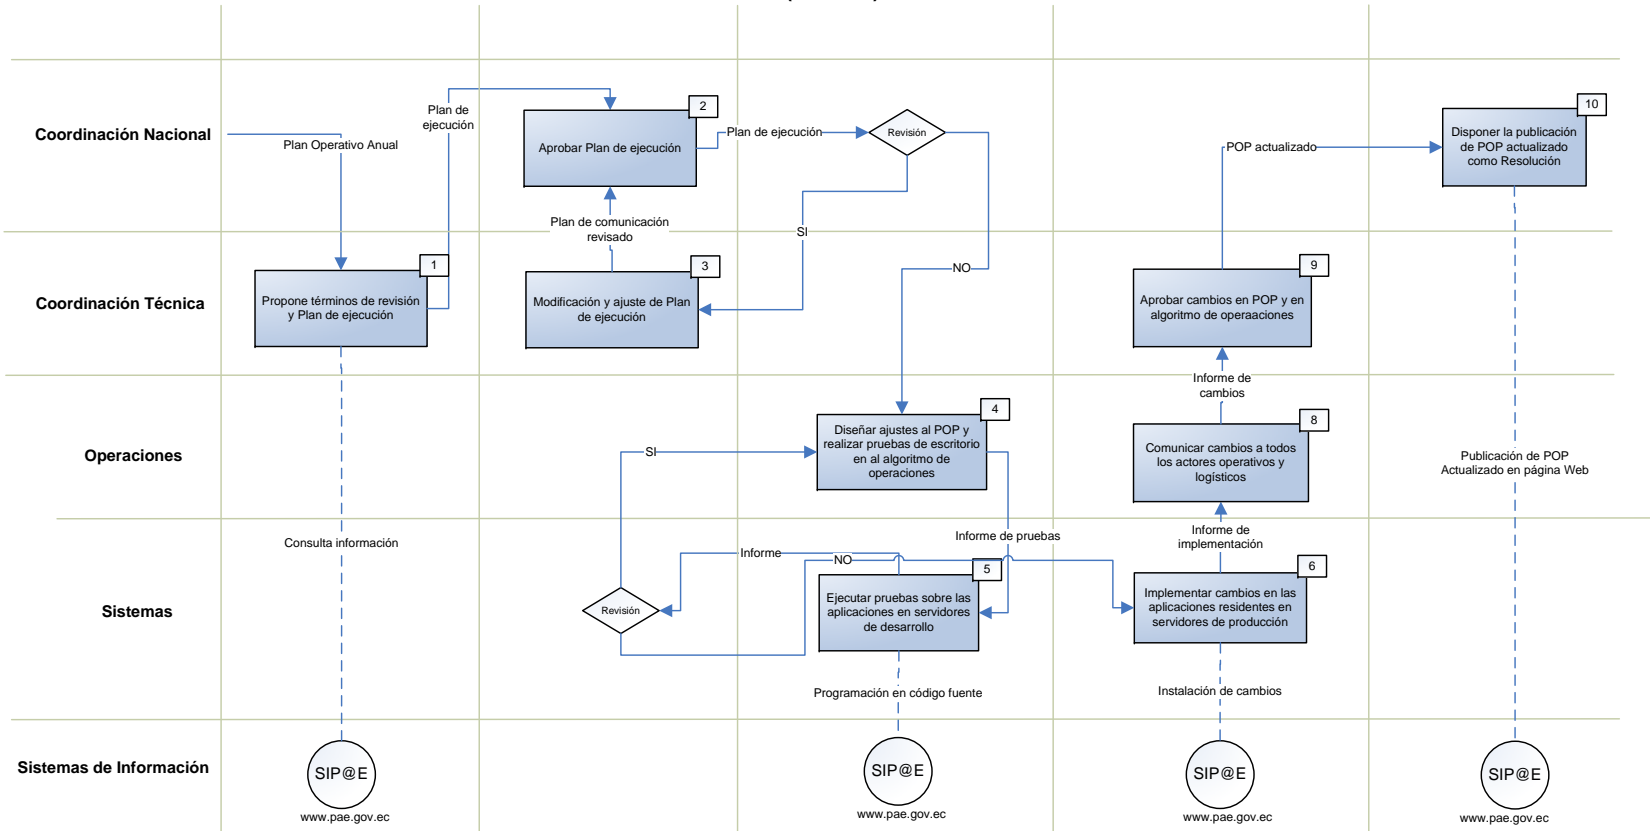 Coordinación Nacional
Plan Operativo Anual
Plan de
ejecución
2
Aprobar Plan de ejecución
Plan de ejecución
Revisión
POP actualizado
10
Disponer la publicación
de POP actualizado
como Resolución
Plan de comunicación
revisado
SI
NO
Coordinación Técnica
1
Propone términos de revisión
y Plan de ejecución
3
Modificación y ajuste de Plan
de ejecución
9
Aprobar cambios en POP y en
algoritmo de operaaciones
Informe de
cambios
Operaciones
SI
4
Diseñar ajustes al POP y
realizar pruebas de escritorio
en al algoritmo de
operaciones
8
Comunicar cambios a todos
los actores operativos y
logísticos
Publicación de POP
Actualizado en página Web
Consulta información
Informe de pruebas
Informe de
implementación
Informe
NO
Sistemas
Revisión
5
Ejecutar pruebas sobre las
aplicaciones en servidores
de desarrollo
6
Implementar cambios en las
aplicaciones residentes en
servidores de producción
Programación en código fuente
Instalación de cambios
Sistemas de Información
SIP@E
www.pae.gov.ec
SIP@E
www.pae.gov.ec
SIP@E
www.pae.gov.ec
SIP@E
www.pae.gov.ec